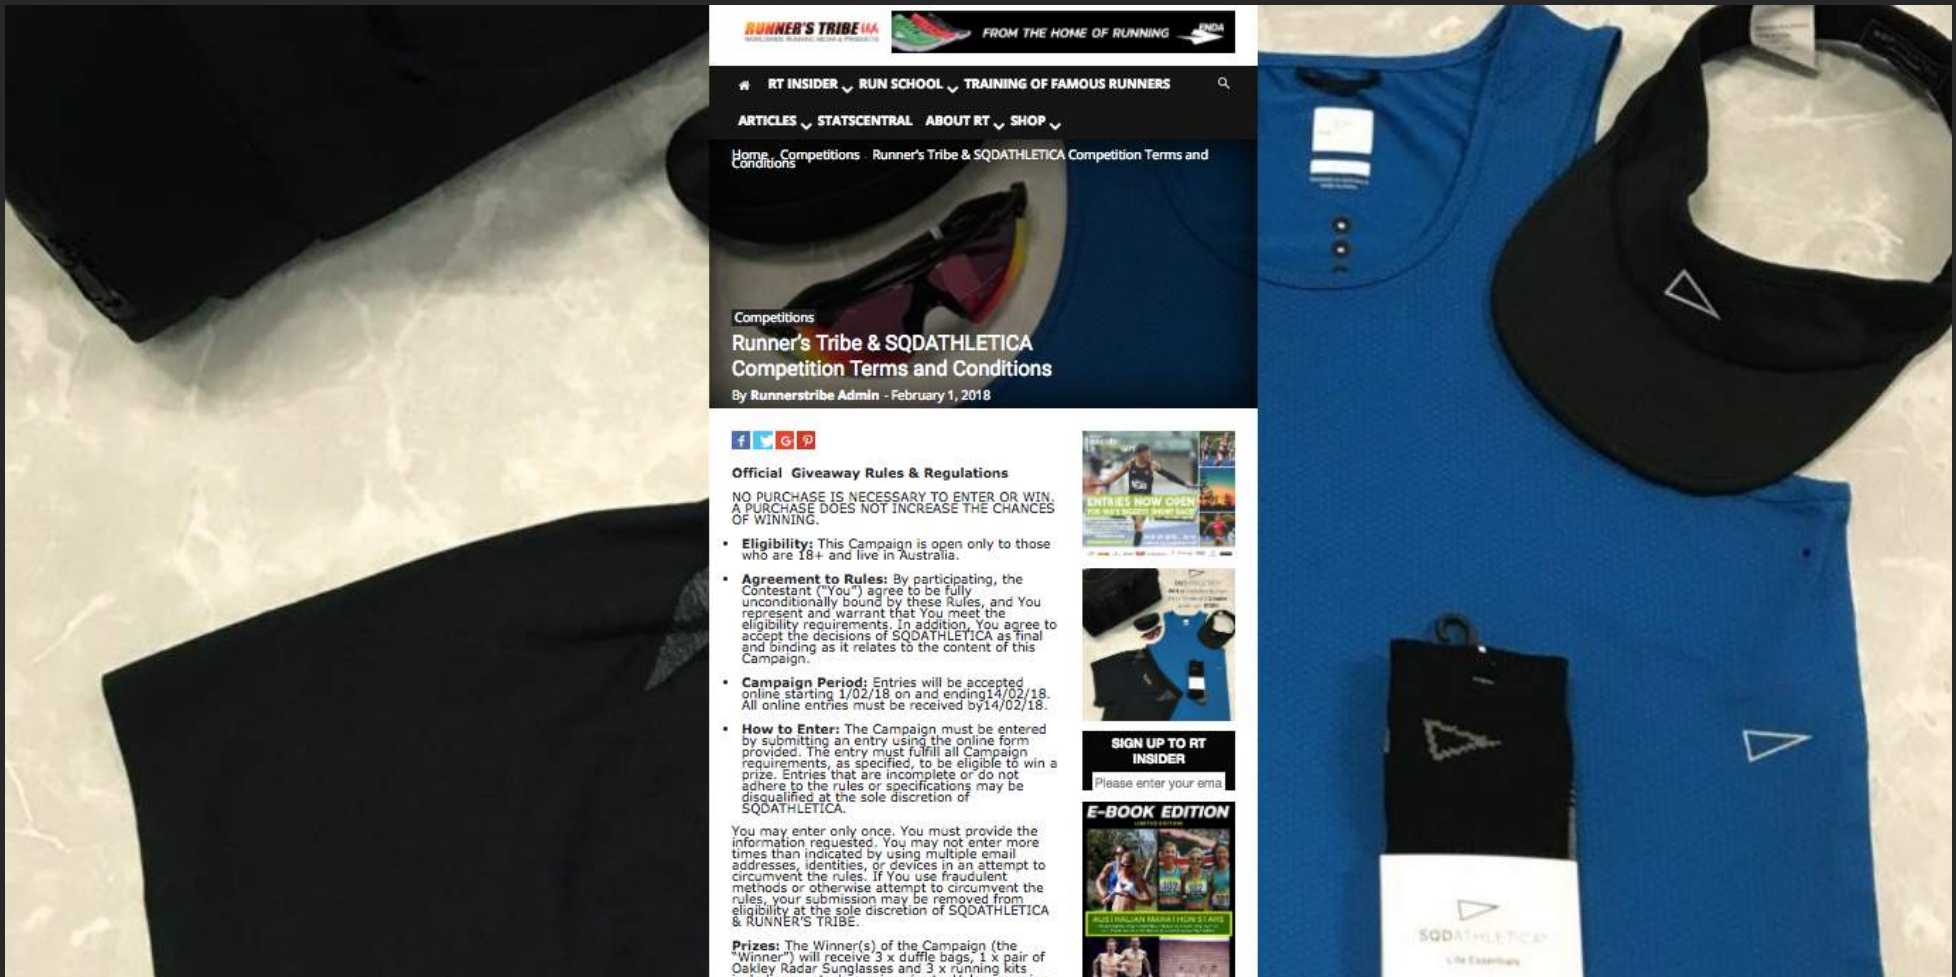 RUNNER'S TRIBE
FROM THE HOME OF RUNNING
ENDA
RT INSIDER RUN SCHOOL TRAINING OF FAMOUS RUNNERS
ARTICLES STATSCENTRAL ABOUT RT SHOP
Home Competitions Runner's Tribe & SQDATHLETICA Competition Terms and
Conditions
Competitions
Runner's Tribe & SQDATHLETICA
Competition Terms and Conditions
By Runnerstribe Admin - February 1, 2018
Official Giveaway Rules & Regulations
NO PURCHASE IS NECESSARY TO ENTER OR WIN.
A PURCHASE DOES NOT INCREASE THE CHANCES
OF WINNING.
Eligibility: This Campaign is open only to those
who are 18+ and live in Australia.
Agreement to Rules: By participating, the
Contestant ("You") agree to be fully
unconditionally bound by these Rules, and You
represent and warrant that You meet the
eligibility requirements. In addition, You agree to
accept the decisions of SQDATHLETICA as final
and binding as it relates to the content of this
Campaign.
Campaign Period: Entries will be accepted
online starting 1/02/18 on and ending14/02/18.
All online entries must be received by14/02/18.
How to Enter: The Campaign must be entered
by submitting an entry using the online form
provided. The entry must fulfill all Campaign
requirements, as specified, to be eligible to win a
prize. Entries that are incomplete or do not
adhere to the rules or specifications may be
disqualified at the sole discretion of
SQDATHLETICA.
You may enter only once. You must provide the
information requested. You may not enter more
times than indicated by using multiple email
addresses, identities, or devices in an attempt to
circumvent the rules. If You use fraudulent
methods or otherwise attempt to circumvent the
rules, your submission may be removed from
eligibility at the sole discretion of SQDATHLETICA
& RUNNER'S TRIBE.
Prizes: The Winner(s) of the Campaign (the
"Winner") will receive 3 x duffle bags, 1 x pair of
Oakley Radar Sunglasses and 3 x running kits
ENTRIES NOW OPEN
SIGN UP TO RT
INSIDER
Please enter your ema
E-BOOK EDITION
LIMITED EDITION
AUSTRALIAN MARATHON STARS
SQDATHLETICA
Life Essentials